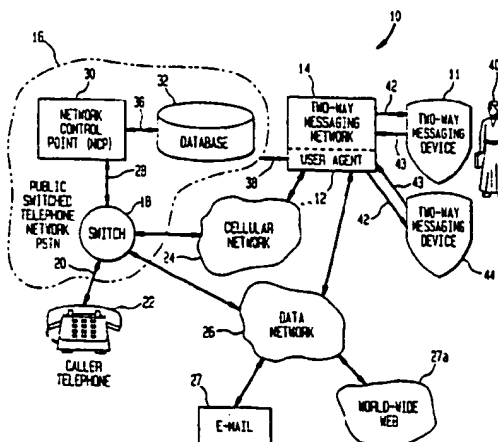 10
16
30
NETWORK
CONTROL
POINT (NCP)
36
32
DATABASE
28
PUBLIC
SWITCHED
TELEPHONE
NETWORK
PSTN
18
SWITCH
20
22
CALLER
TELEPHONE
14
TWO-WAY
MESSAGING
NETWORK
USER AGENT
38
12
CELLULAR
NETWORK
24
42
43
11
TWO-WAY
MESSAGING
DEVICE
40
43
42
TWO-WAY
MESSAGING
DEVICE
44
DATA
NETWORK
26
27
E-MAIL
27a
WORLD-WIDE
WEB